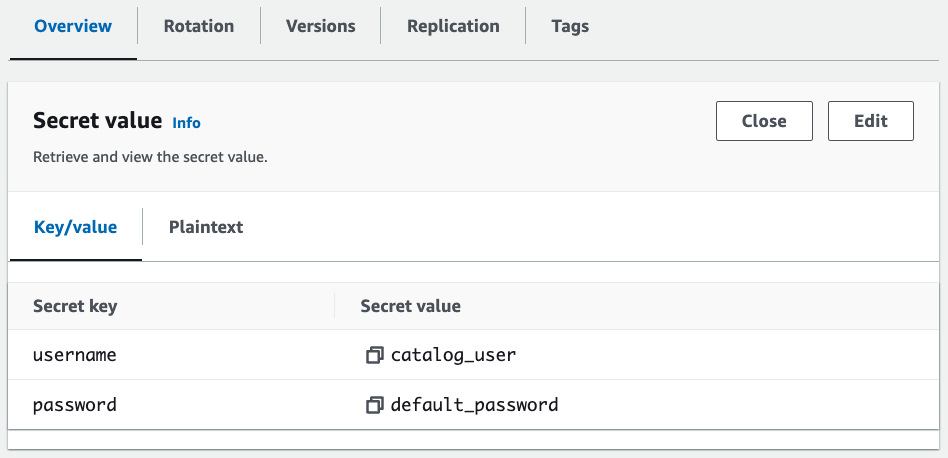 Overview Rotation Versions Replication Tags
Secret value Info Close Edit
Retrieve and view the secret value.
Key/value Plaintext
Secret key Secret value
username catalog_user
password default_password